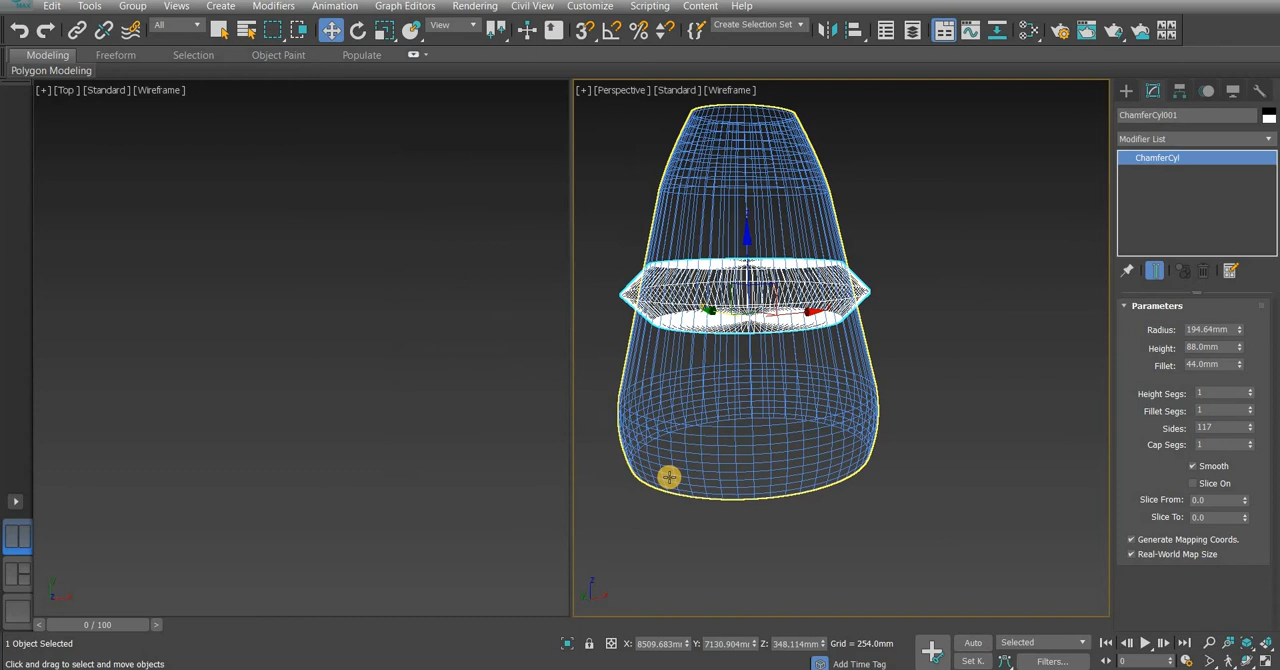 Edit Tools Group Views Create Modifiers Animation Graph Editors Rendering Civil View Customize Scripting Content Help
All View Create Selection Set
Modeling Freeform Selection Object Paint Populate
Polygon Modeling
[+] [Top ] [Standard ] [Wireframe ]
[+] [Perspective ] [Standard ] [Wireframe ]
ChamferCyl001
Modifier List
ChamferCyl
Parameters
Radius: 194.64mm
Height: 88.0mm
Fillet: 44.0mm
Height Segs: 1
Fillet Segs: 1
Sides: 117
Cap Segs: 1
Smooth
Slice On
Slice From: 0.0
Slice To: 0.0
Generate Mapping Coords.
Real-World Map Size
0 / 100
1 Object Selected X: 8509.683mm Y: 7130.904mm Z: 348.114mm Grid = 254.0mm Auto Selected
Click and drag to select and move objects Add Time Tag Set K. Filters... 0